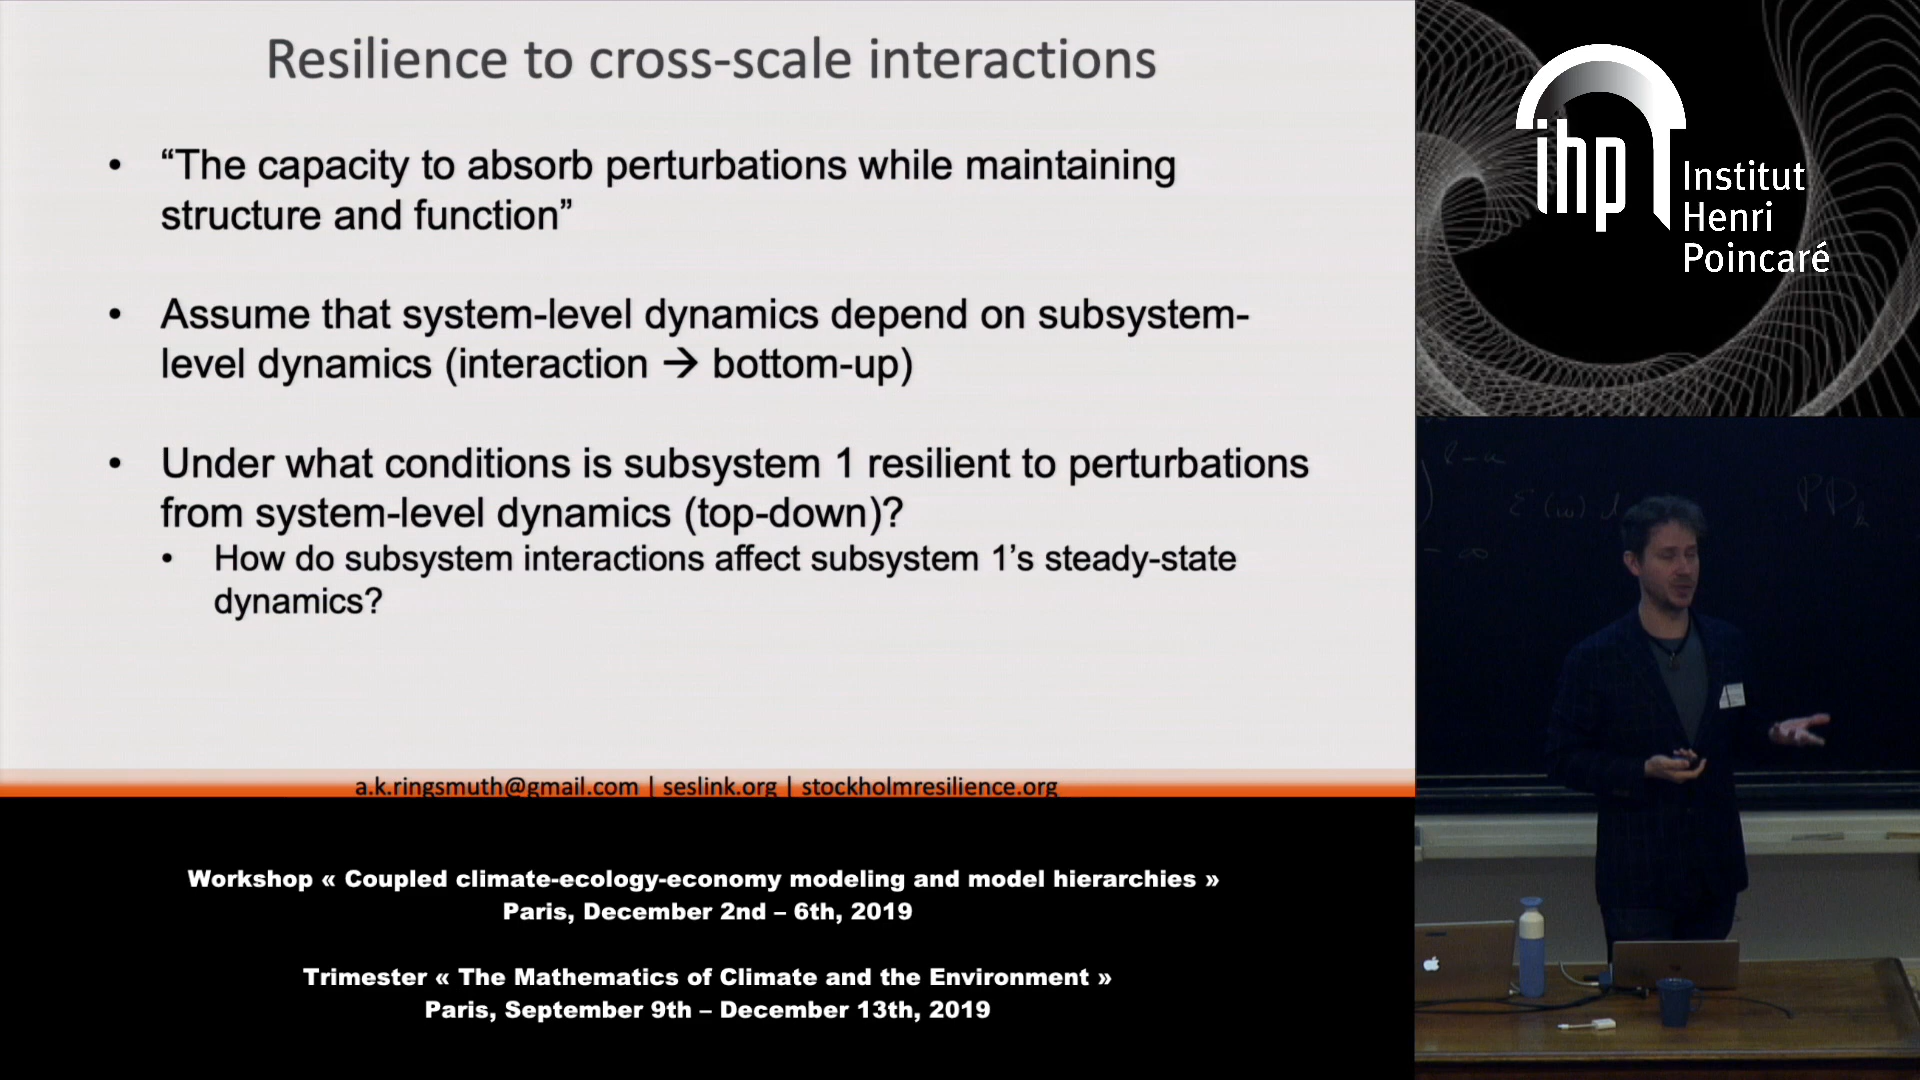 Resilience to cross-scale interactions
• “The capacity to absorb perturbations while maintaining
structure and function”
• Assume that system-level dynamics depend on subsystem-
level dynamics (interaction → bottom-up)
• Under what conditions is subsystem 1 resilient to perturbations
from system-level dynamics (top-down)?
• How do subsystem interactions affect subsystem 1’s steady-state
dynamics?
a.k.ringsmuth@gmail.com | seslink.org | stockholmresilience.org
Workshop « Coupled climate-ecology-economy modeling and model hierarchies »
Paris, December 2nd – 6th, 2019
Trimester « The Mathematics of Climate and the Environment »
Paris, September 9th – December 13th, 2019
ihp
Institut
Henri
Poincaré